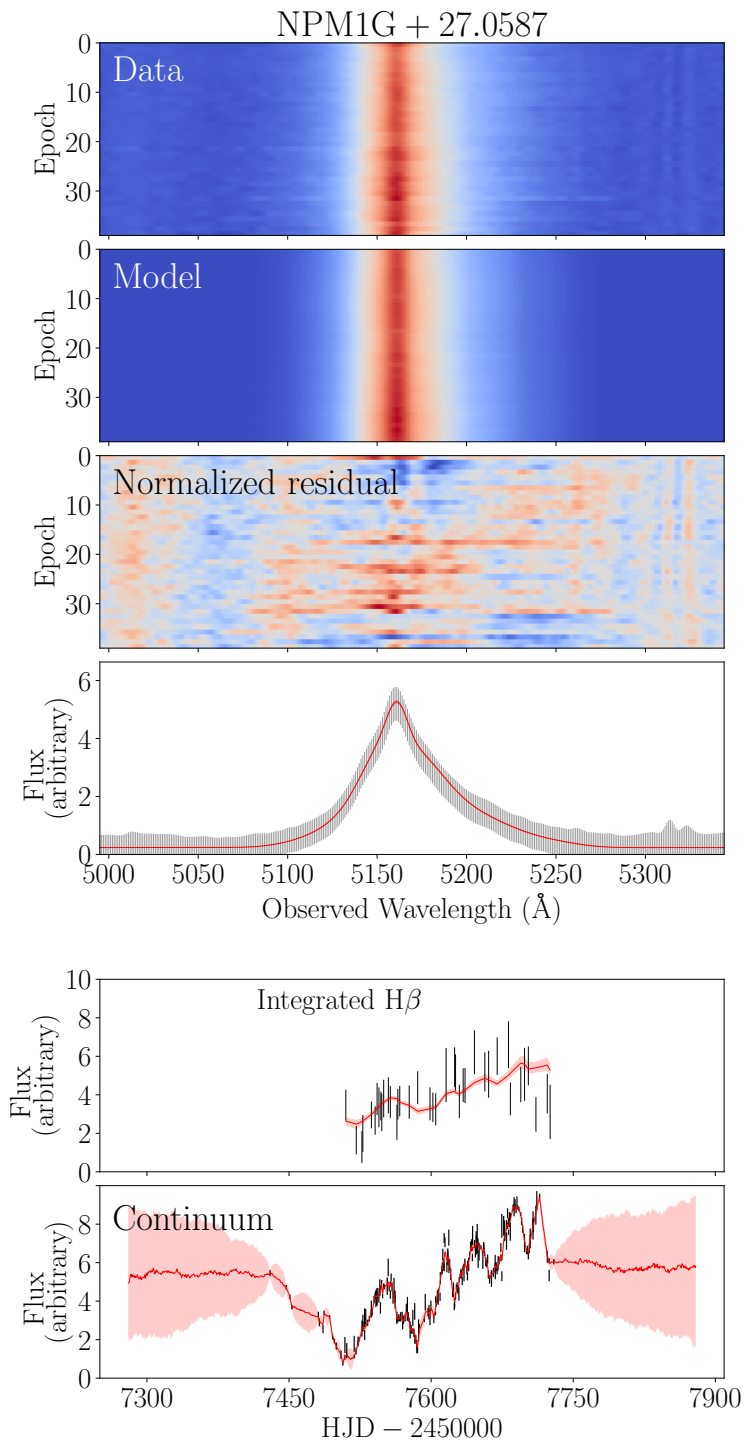 NPM1G + 27.0587
0
10
20
30
Epoch
Data
0
10
20
30
Epoch
Model
0
10
20
30
Epoch
Normalized residual
6
4
2
0
Flux
(arbitrary)
5000 5050 5100 5150 5200 5250 5300
Observed Wavelength (Å)
10
8
6
4
2
0
Flux
(arbitrary)
Integrated Hβ
8
6
4
2
0
Flux
(arbitrary)
Continuum
7300 7450 7600 7750 7900
HJD − 2450000